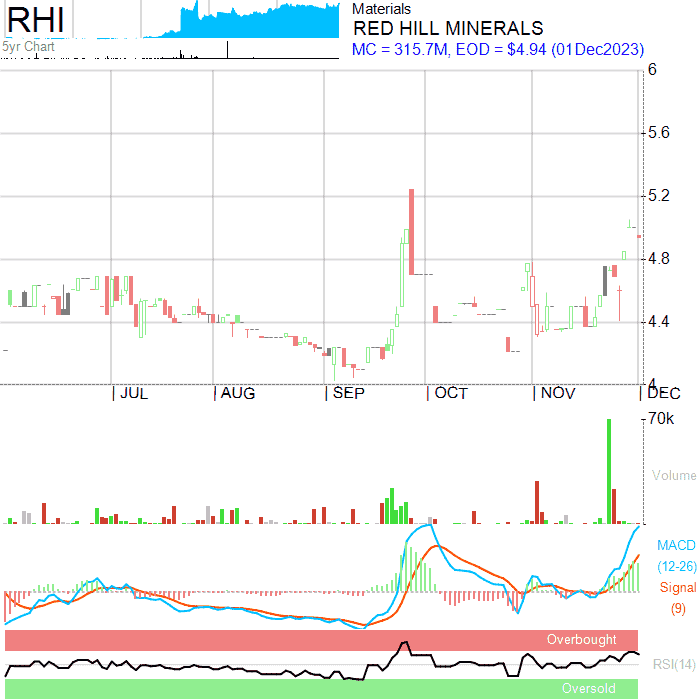 RHI
5yr Chart
Materials
RED HILL MINERALS
MC = 315.7M, EOD = $4.94 (01Dec2023)
6
5.6
5.2
4.8
4.4
4
JUL AUG SEP OCT NOV DEC
70k
Volume
MACD
(12-26)
Signal
(9)
Overbought
RSI(14)
Oversold